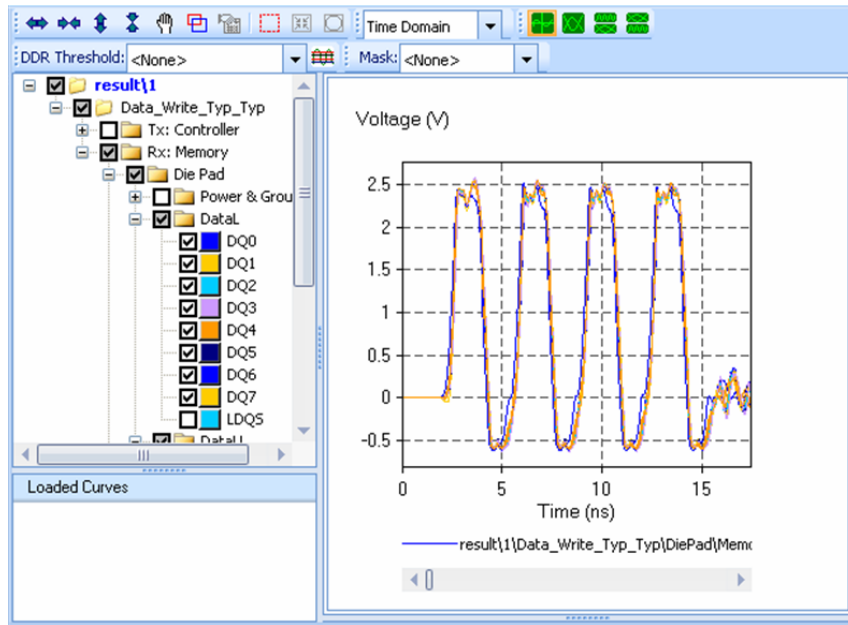 Time Domain
DDR Threshold: <None> Mask: <None>
result\1
Data_Write_Typ_Typ
Tx: Controller
Rx: Memory
Die Pad
Power & Grou
DataL
DQ0
DQ1
DQ2
DQ3
DQ4
DQ5
DQ6
DQ7
LDQS
DataU
Loaded Curves
Voltage (V)
2.5
2
1.5
1
0.5
0
-0.5
0 5 10 15
Time (ns)
result\1\Data_Write_Typ_Typ\DiePad\Memo